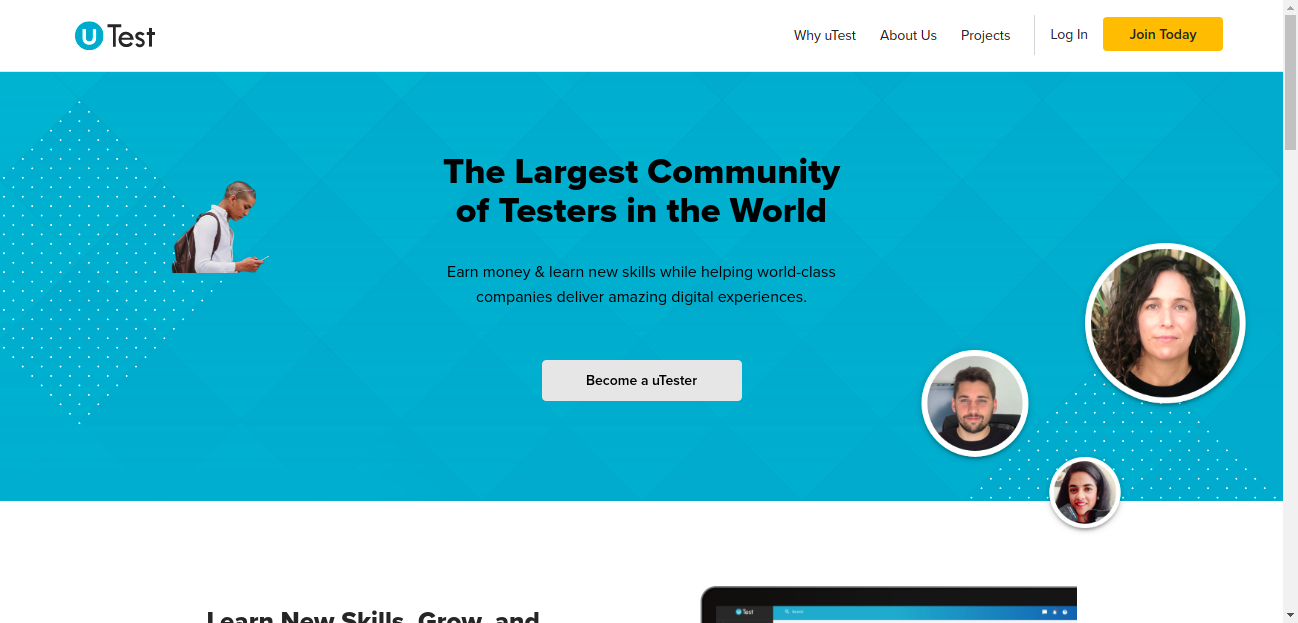 uTest
Why uTest
About Us
Projects
Log In
Join Today
The Largest Community
of Testers in the World
Earn money & learn new skills while helping world-class
companies deliver amazing digital experiences.
Become a uTester
Learn New Skills, Grow, and
uTest
Search